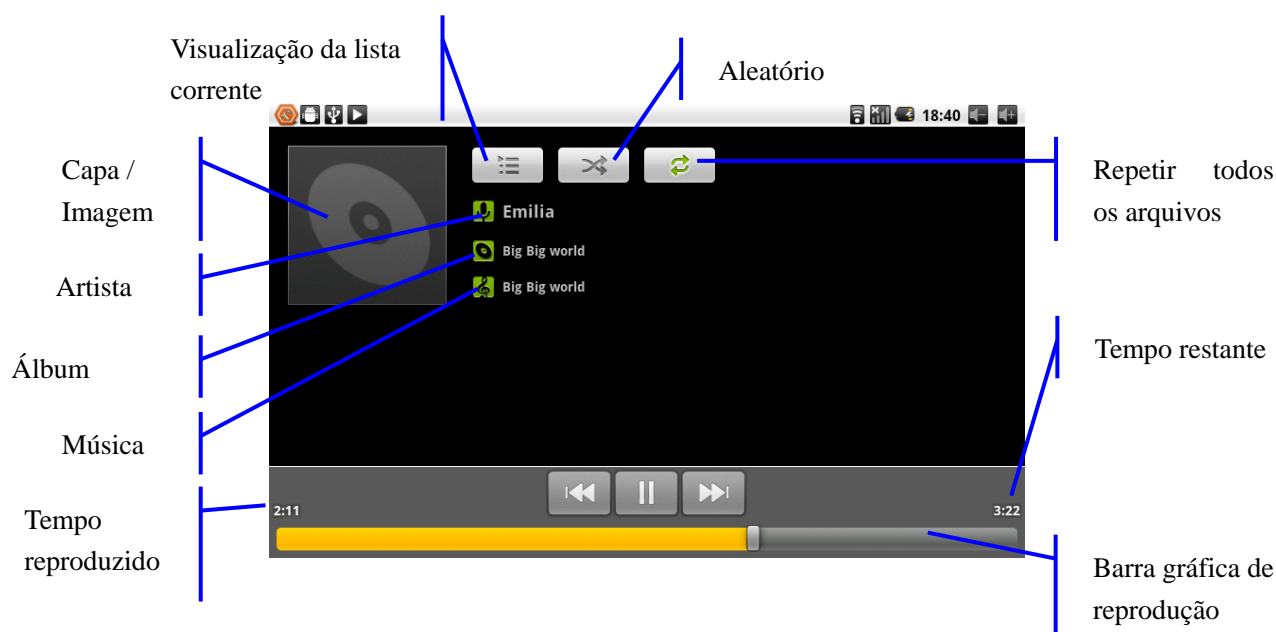 Visualização da lista
corrente
Aleatório
18:40
Capa /
Imagem
Repetir todos
os arquivos
Emilia
Big Big world
Artista
Big Big world
Álbum
Tempo restante
Música
2:11
3:22
Tempo
reproduzido
Barra gráfica de
reprodução